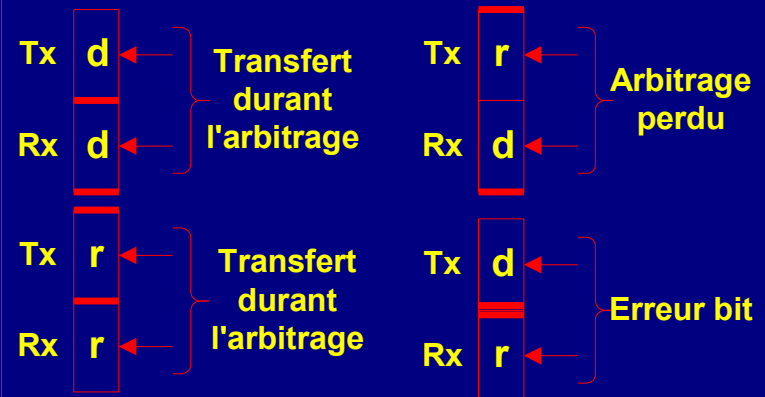 Tx d
Transfert
durant
l'arbitrage
Rx d
Tx r
Arbitrage
perdu
Rx d
Tx r
Transfert
durant
l'arbitrage
Rx r
Tx d
Erreur bit
Rx r